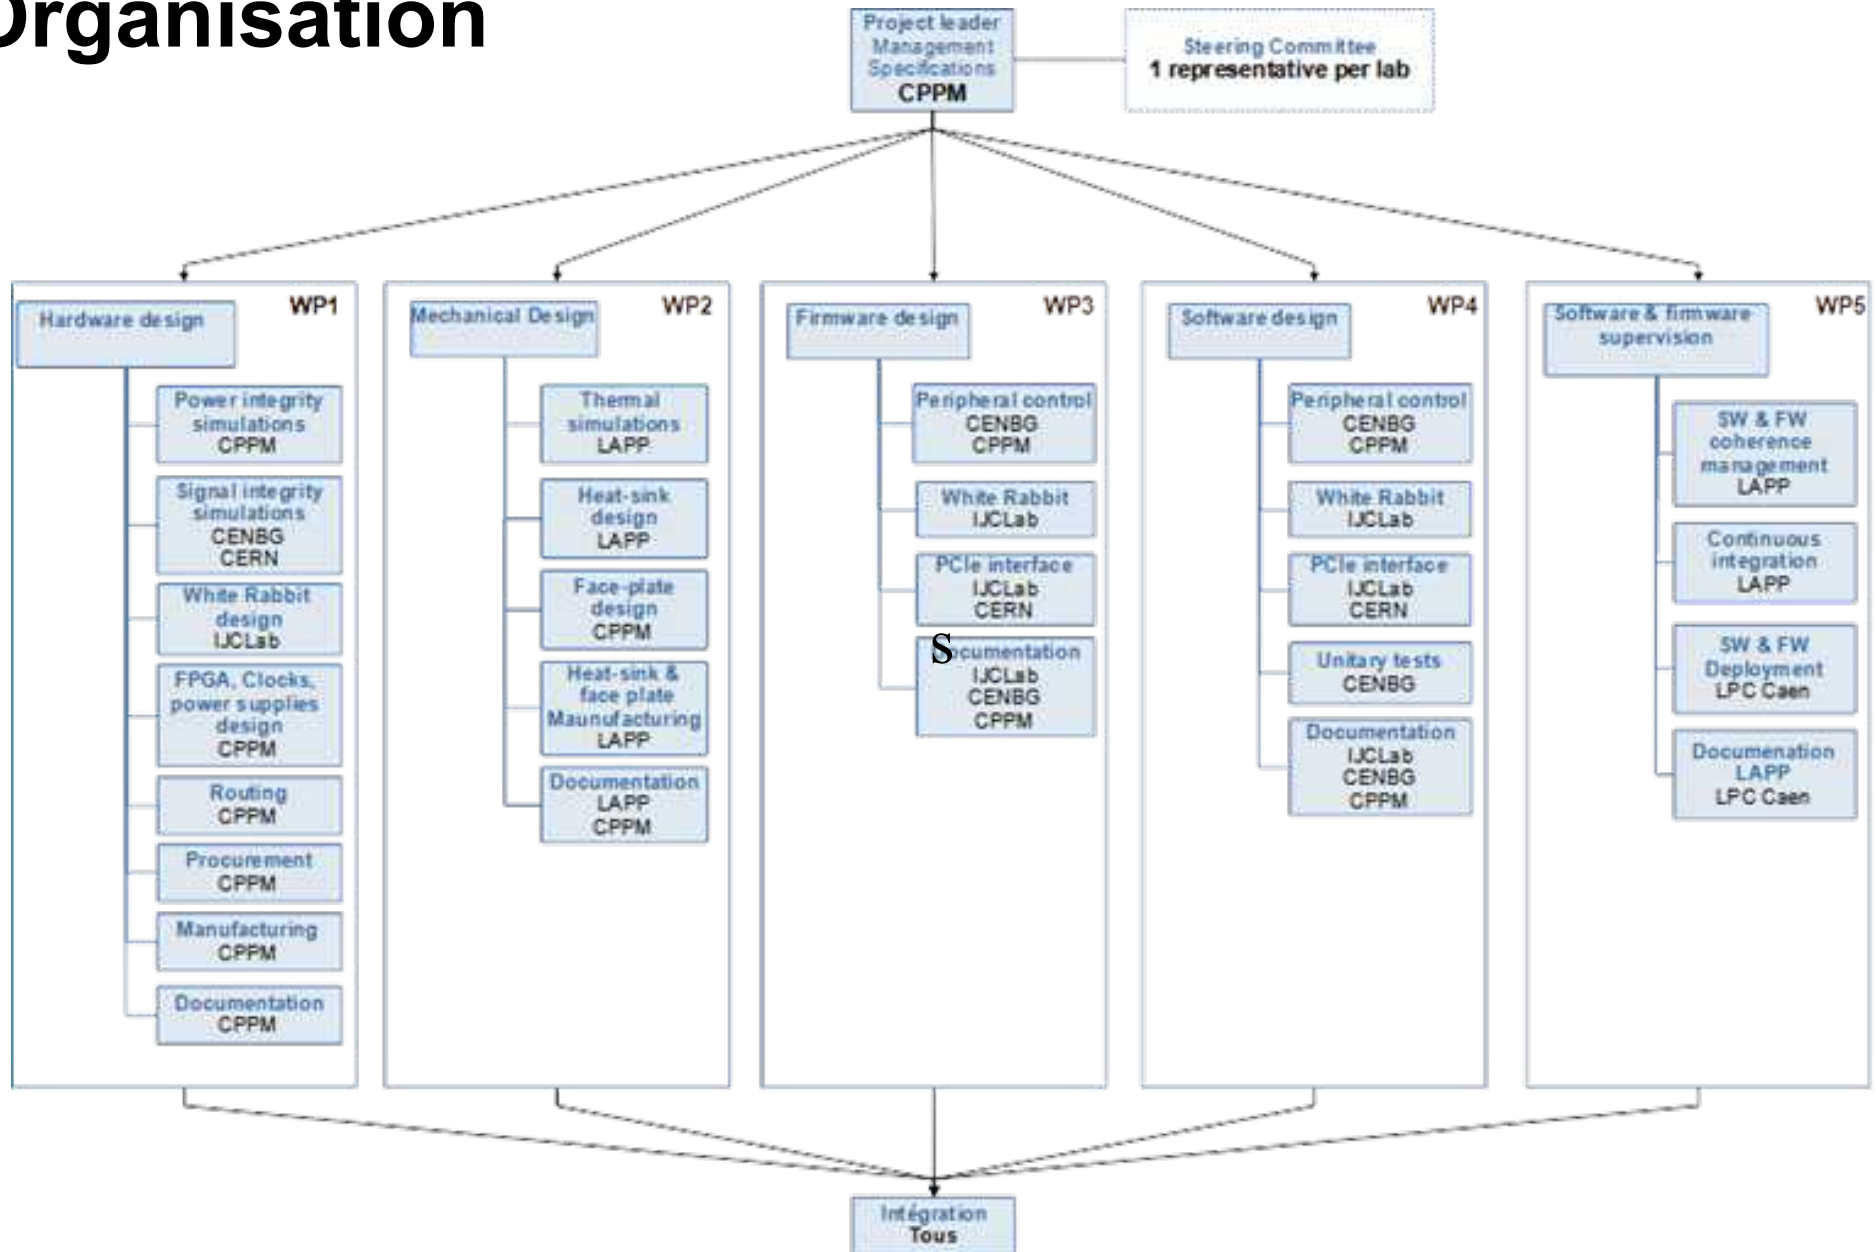 Organisation
Project leader
Management
Specifications
CPPM
Steering Committee
1 representative per lab
WP1
Hardware design
Power integrity
simulations
CPPM
Signal integrity
simulations
CENBG
CERN
White Rabbit
design
IJCLab
FPGA, Clocks,
power supplies
design
CPPM
Routing
CPPM
Procurement
CPPM
Manufacturing
CPPM
Documentation
CPPM
WP2
Mechanical Design
Thermal
simulations
LAPP
Heat-sink
design
LAPP
Face-plate
design
CPPM
Heat-sink &
face plate
Maunufacturing
LAPP
Documentation
LAPP
CPPM
WP3
Firmware design
Peripheral control
CENBG
CPPM
White Rabbit
IJCLab
PCIe interface
IJCLab
CERN
S
Documentation
IJCLab
CENBG
CPPM
WP4
Software design
Peripheral control
CENBG
CPPM
White Rabbit
IJCLab
PCIe interface
IJCLab
CERN
Unitary tests
CENBG
Documentation
IJCLab
CENBG
CPPM
WP5
Software & firmware
supervision
SW & FW
coherence
management
LAPP
Continuous
integration
LAPP
SW & FW
Deployment
LPC Caen
Documenation
LAPP
LPC Caen
Intégration
Tous